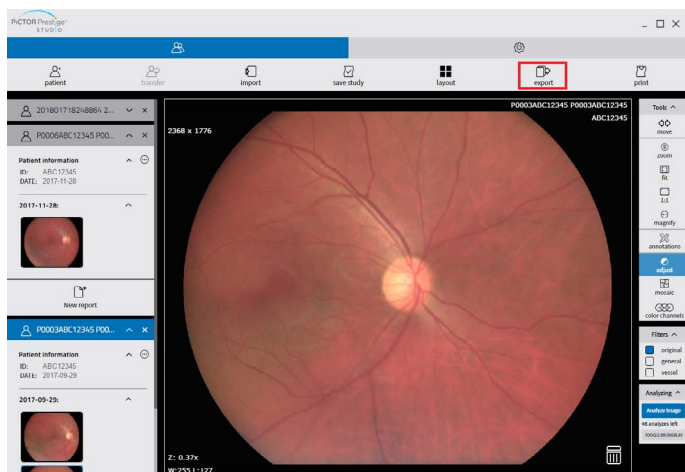 PiCTOR Prestige
STUDIO
patient
transfer
import
save study
layout
export
print
201801718248864 2...
P0006ABC12345 P00...
Patient information
ID: ABC12345
DATE: 2017-11-28
2017-11-28:
New report
P0003ABC12345 P00...
Patient information
ID: ABC12345
DATE: 2017-09-29
2017-09-29:
P0003ABC12345 P0003ABC12345
ABC12345
2368 x 1776
Z: 0.37x
W:255 L:127
Tools
move
zoom
fit
1:1
magnify
annotations
adjust
mosaic
color channels
Filters
original
general
vessel
Analyzing
Analyze Image
48 analyzes left